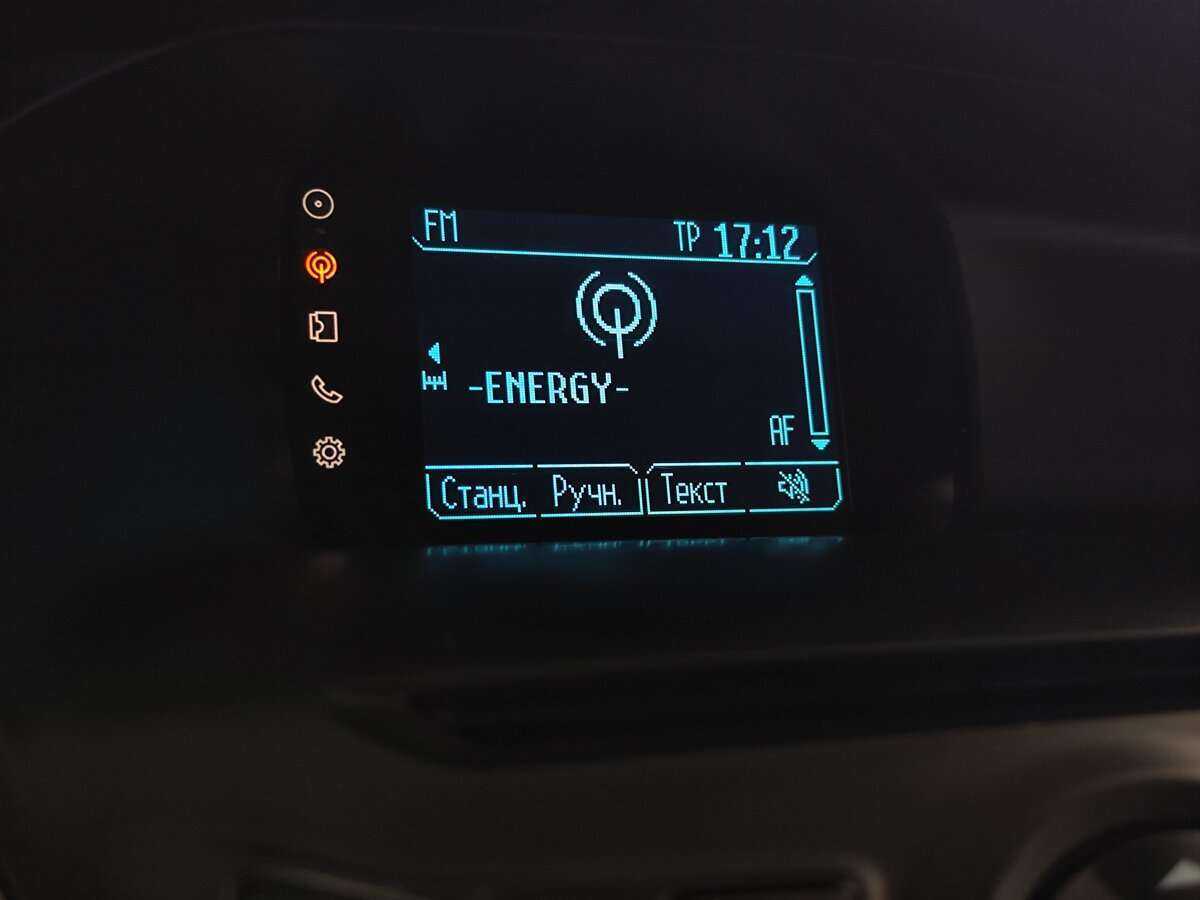 FM TP 17:12
-ENERGY-
AF
Станц. Ручн. Текст